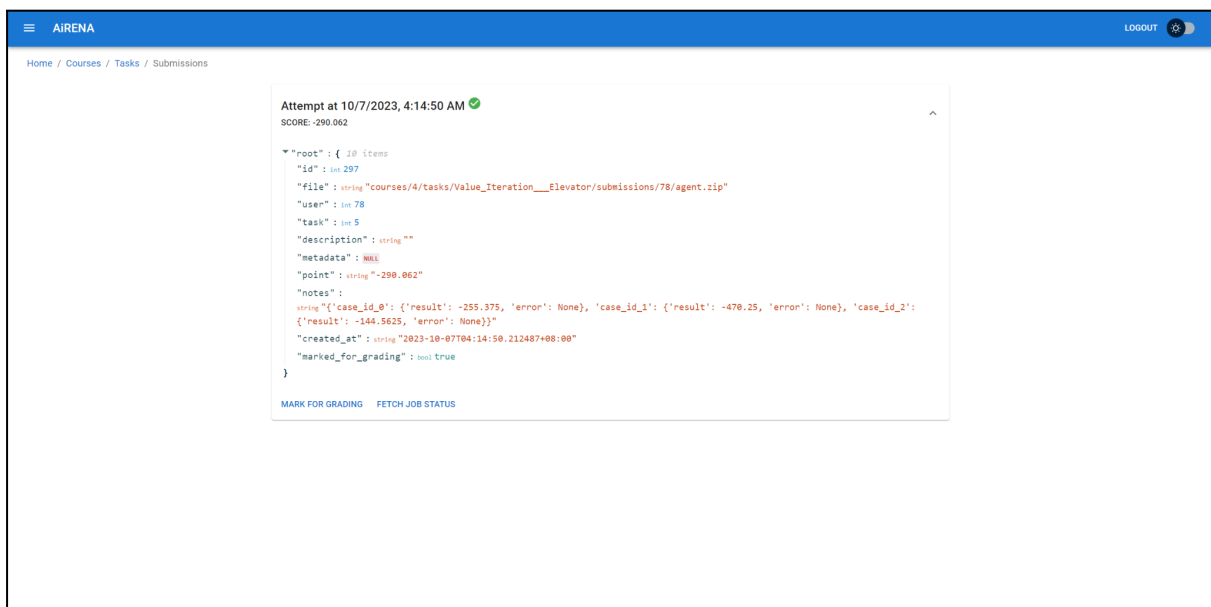 AiRENA
LOGOUT
Home / Courses / Tasks / Submissions
Attempt at 10/7/2023, 4:14:50 AM
SCORE: -290.062
"root" : { 10 items
"id" : int 297
"file" : string "courses/4/tasks/Value_Iteration___Elevator/submissions/78/agent.zip"
"user" : int 78
"task" : int 5
"description" : string ""
"metadata" : NULL
"point" : string "-290.062"
"notes" :
string "{'case_id_0': {'result': -255.375, 'error': None}, 'case_id_1': {'result': -470.25, 'error': None}, 'case_id_2':
{'result': -144.5625, 'error': None}}"
"created_at" : string "2023-10-07T04:14:50.212487+08:00"
"marked_for_grading" : bool true
}
MARK FOR GRADING FETCH JOB STATUS